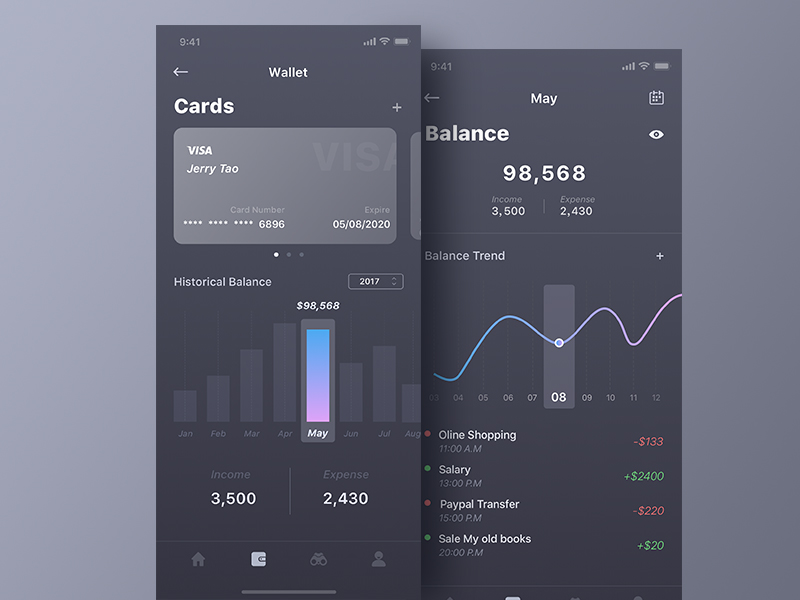 9:41
Wallet
Cards
+
VISA
VISA
Jerry Tao
Card Number
Expire
**** **** **** 6896
05/08/2020
Historical Balance
2017
$98,568
Jan Feb Mar Apr May Jun Jul Aug
Income
Expense
3,500
2,430
9:41
May
Balance
98,568
Income
Expense
3,500
2,430
Balance Trend
+
03 04 05 06 07 08 09 10 11 12
Oline Shopping
-$133
11:00 A.M
Salary
+$2400
13:00 P.M
Paypal Transfer
-$220
15:00 P.M
Sale My old books
+$20
20:00 P.M